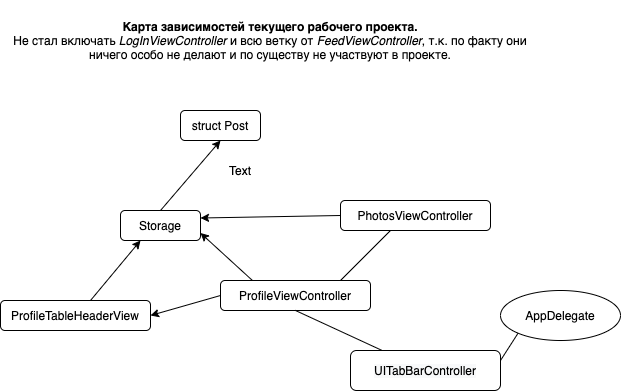 Карта зависимостей текущего рабочего проекта.
Не стал включать LogInViewController и всю ветку от FeedViewController, т.к. по факту они
ничего особо не делают и по существу не участвуют в проекте.
struct Post
Text
Storage
PhotosViewController
ProfileViewController
ProfileTableHeaderView
AppDelegate
UITabBarController